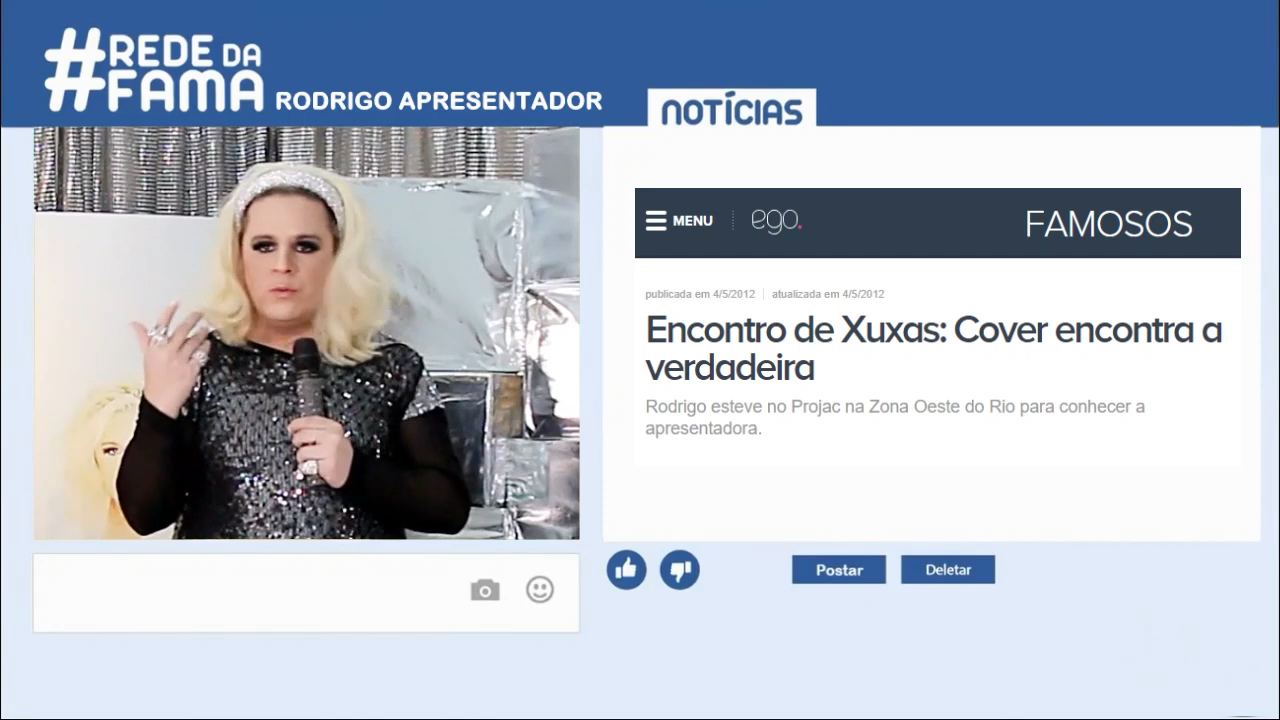 #REDE DA
FAMA RODRIGO APRESENTADOR
NOTÍCIAS
MENU ego. FAMOSOS
publicada em 4/5/2012 atualizada em 4/5/2012
Encontro de Xuxas: Cover encontra a
verdadeira
Rodrigo esteve no Projac na Zona Oeste do Rio para conhecer a
apresentadora.
Postar Deletar